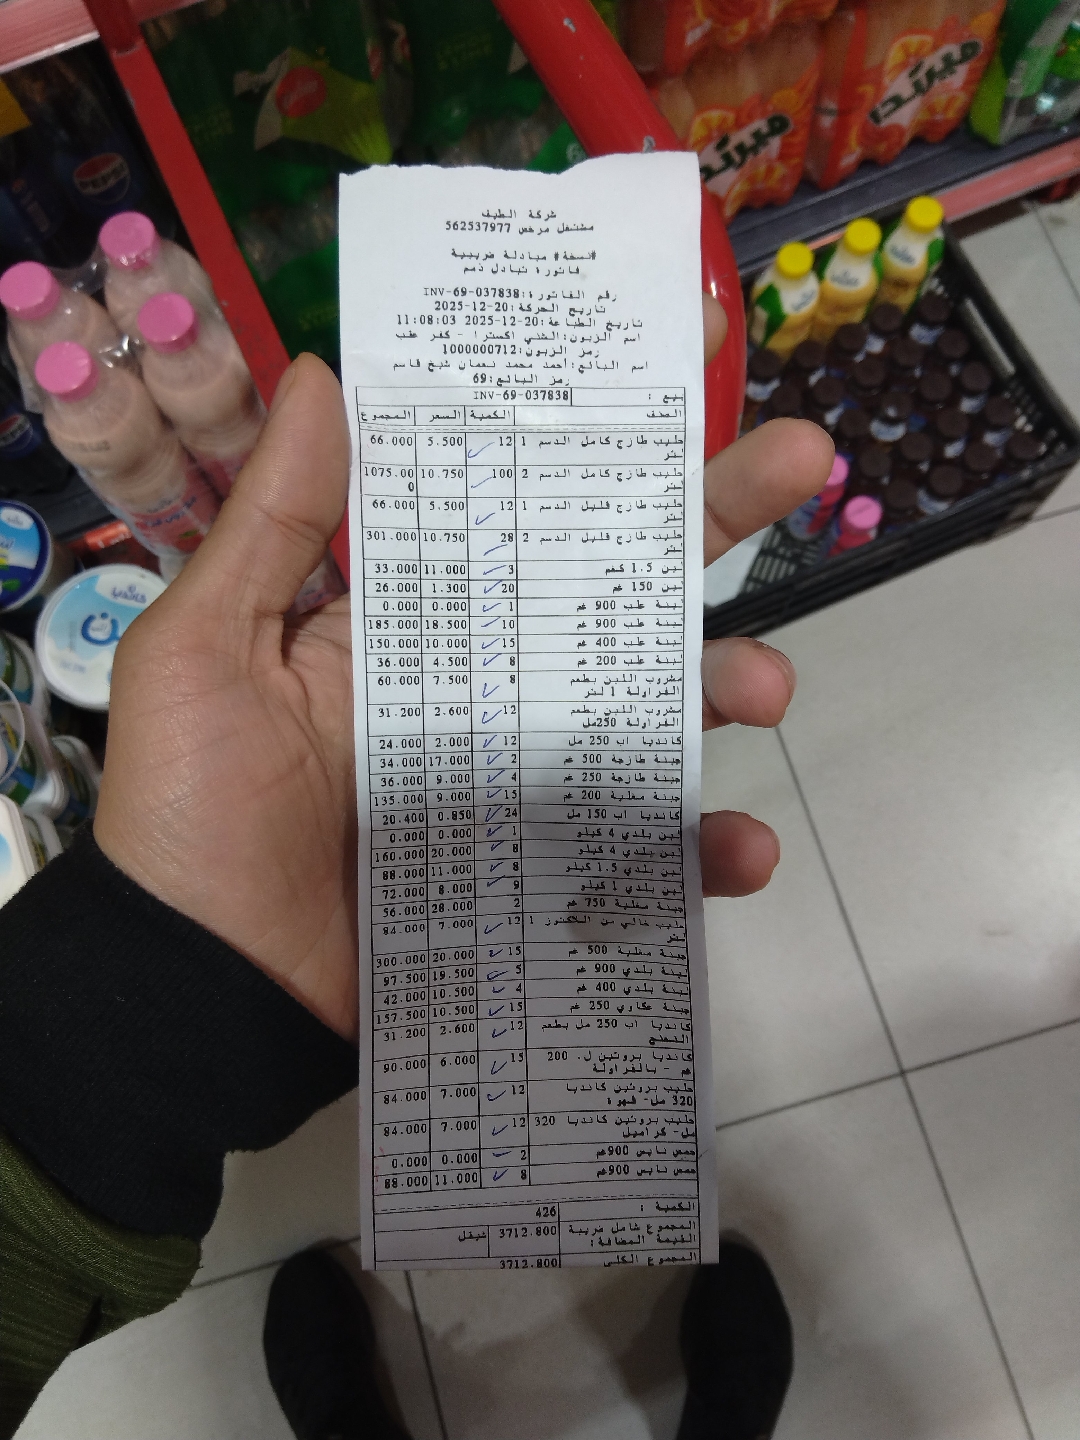 شركة الطيف
مشتغل مرخص 562537977
#نسخة# مبادلة ضريبية
فاتورة تبادل ذمم
رقم الفاتورة:INV-69-037838
تاريخ الحركة:20-12-2025
تاريخ الطباعة:20-12-2025 11:08:03
اسم الزبون:الشني اكسترا - كفر عقب
رمز الزبون:1000000712
اسم البائع:أحمد محمد نعمان شيخ قاسم
رمز البائع:69
بيع : INV-69-037838
الصنف الكمية السعر المجموع
حليب طازج كامل الدسم 1 لتر 12 5.500 66.000
حليب طازج كامل الدسم 2 لتر 100 10.750 1075.000
حليب طازج قليل الدسم 1 لتر 12 5.500 66.000
حليب طازج قليل الدسم 2 لتر 28 10.750 301.000
لبن 1.5 كغم 3 11.000 33.000
لبن 150 غم 20 1.300 26.000
لبنة علب 900 غم 1 0.000 0.000
لبنة علب 900 غم 10 18.500 185.000
لبنة علب 400 غم 15 10.000 150.000
لبنة علب 200 غم 8 4.500 36.000
مشروب اللبن بطعم الفراولة 1 لتر 8 7.500 60.000
مشروب اللبن بطعم الفراولة 250مل 12 2.600 31.200
كانديا اب 250 مل 12 2.000 24.000
جبنة طازجة 500 غم 2 17.000 34.000
جبنة طازجة 250 غم 4 9.000 36.000
جبنة مغلية 200 غم 15 9.000 135.000
كانديا اب 150 مل 24 0.850 20.400
لبن بلدي 4 كيلو 1 0.000 0.000
لبن بلدي 4 كيلو 8 20.000 160.000
لبن بلدي 1.5 كيلو 8 11.000 88.000
لبن بلدي 1 كيلو 9 8.000 72.000
جبنة مغلية 750 غم 2 28.000 56.000
حليب خالي من اللاكتوز 1 لتر 12 7.000 84.000
جبنة مغلية 500 غم 15 20.000 300.000
لبنة بلدي 900 غم 5 19.500 97.500
لبنة بلدي 400 غم 4 10.500 42.000
جبنة عكاوي 250 غم 15 10.500 157.500
كانديا اب 250 مل بطعم التفاح 12 2.600 31.200
كانديا بروتين ل. 200 غم - بالفراولة 15 6.000 90.000
حليب بروتين كانديا 320 مل- قهوة 12 7.000 84.000
حليب بروتين كانديا 320 مل- كراميل 12 7.000 84.000
حمص نايس 900غم 2 0.000 0.000
حمص نايس 900غم 8 11.000 88.000
الكمية : 426
المجموع شامل ضريبة القيمة المضافة: 3712.800 شيقل
المجموع الكلي 3712.800
ميرندا
ميرندا
PEPSI
كانديا